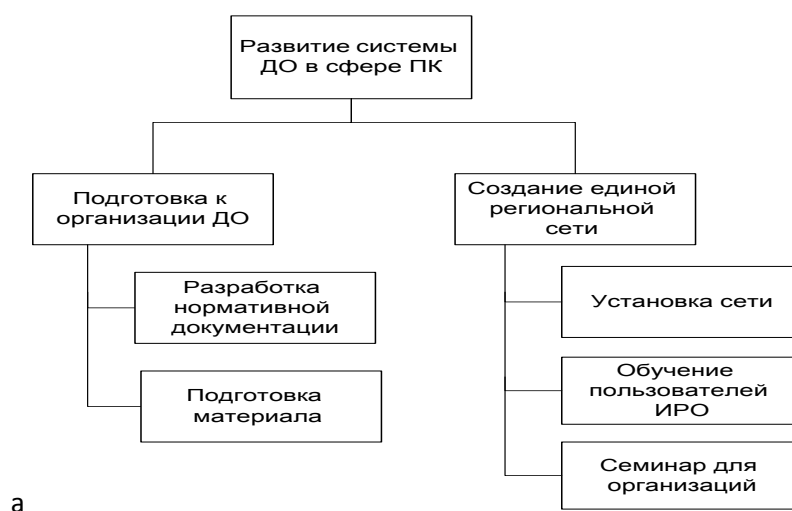 Развитие системы
ДО в сфере ПК
Подготовка к
организации ДО
Создание единой
региональной
сети
Разработка
нормативной
документации
Установка сети
Подготовка
материала
Обучение
пользователей
ИРО
Семинар для
организаций
а